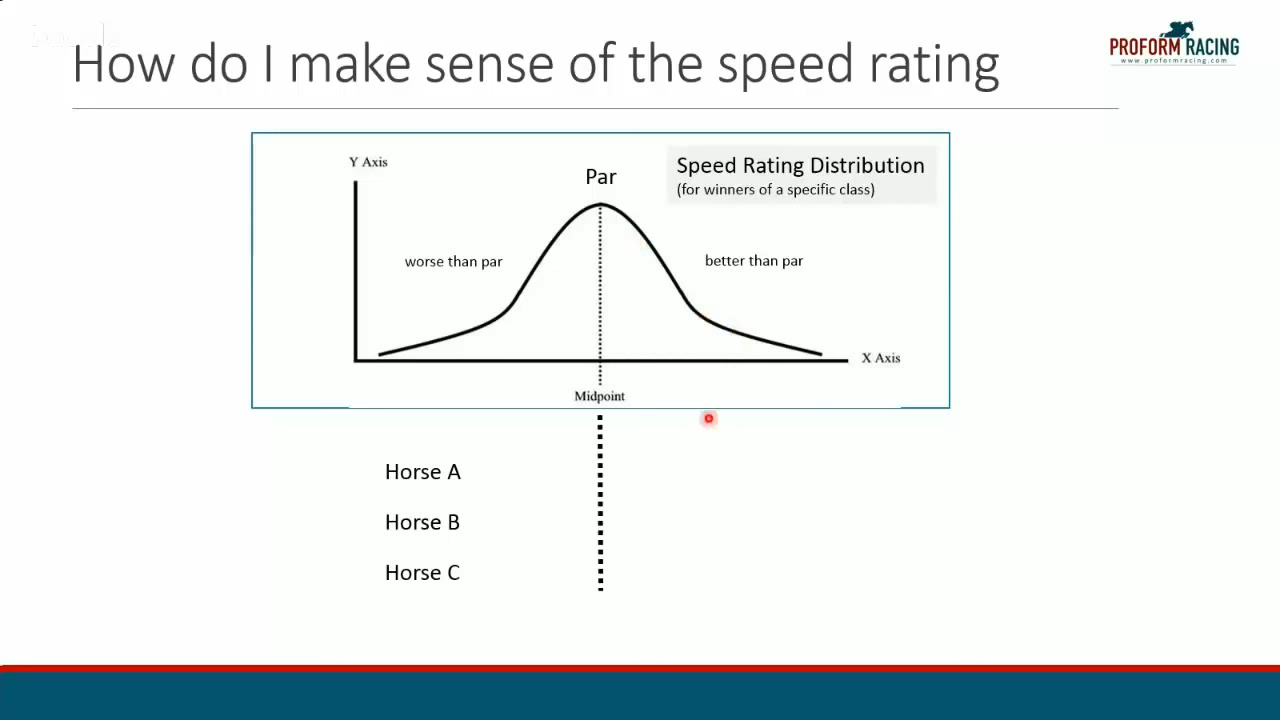 How do I make sense of the speed rating
PROFORM RACING
www.proformracing.com
Y Axis
Par
Speed Rating Distribution
(for winners of a specific class)
worse than par
better than par
X Axis
Midpoint
Horse A
Horse B
Horse C